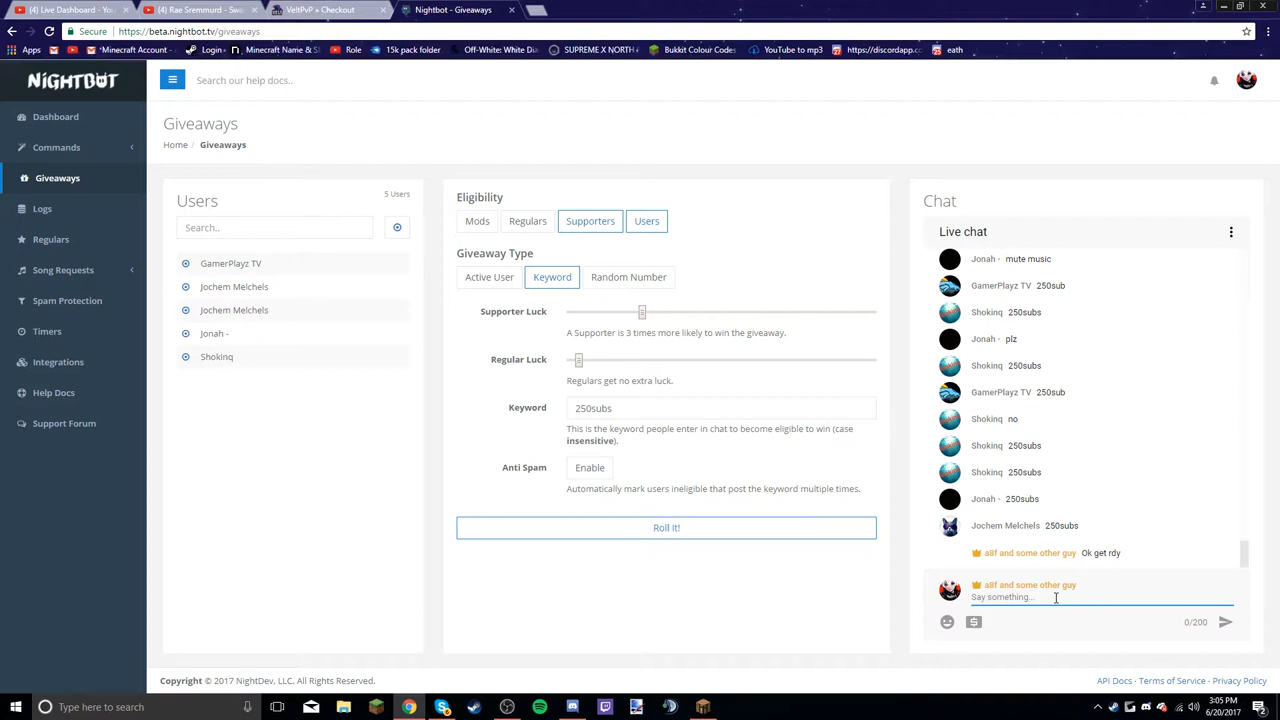 (4) Live Dashboard - You
(4) Rae Sremmurd - Swa
VeltPvP » Checkout
Nightbot - Giveaways
Secure
https://beta.nightbot.tv/giveaways
Apps
*Minecraft Account -
Login
Minecraft Name & S
Role
15k pack folder
Off-White: White Dia
SUPREME X NORTH
Bukkit Colour Codes
YouTube to mp3
https://discordapp.c
eath
NIGHTBOT
Search our help docs..
Dashboard
Commands
Giveaways
Logs
Regulars
Song Requests
Spam Protection
Timers
Integrations
Help Docs
Support Forum
Giveaways
Home / Giveaways
Users
5 Users
Search..
GamerPlayz TV
Jochem Melchels
Jochem Melchels
Jonah -
Shokinq
Eligibility
Mods
Regulars
Supporters
Users
Giveaway Type
Active User
Keyword
Random Number
Supporter Luck
A Supporter is 3 times more likely to win the giveaway.
Regular Luck
Regulars get no extra luck.
Keyword
250subs
This is the keyword people enter in chat to become eligible to win (case
insensitive).
Anti Spam
Enable
Automatically mark users ineligible that post the keyword multiple times.
Roll It!
Chat
Live chat
Jonah - mute music
GamerPlayz TV 250sub
Shokinq 250subs
Jonah - plz
Shokinq 250subs
GamerPlayz TV 250sub
Shokinq no
Shokinq 250subs
Shokinq 250subs
Jonah - 250subs
Jochem Melchels 250subs
a8f and some other guy Ok get rdy
a8f and some other guy
Say something...
0/200
Copyright © 2017 NightDev, LLC. All Rights Reserved.
API Docs · Terms of Service · Privacy Policy
Type here to search
3:05 PM
6/20/2017